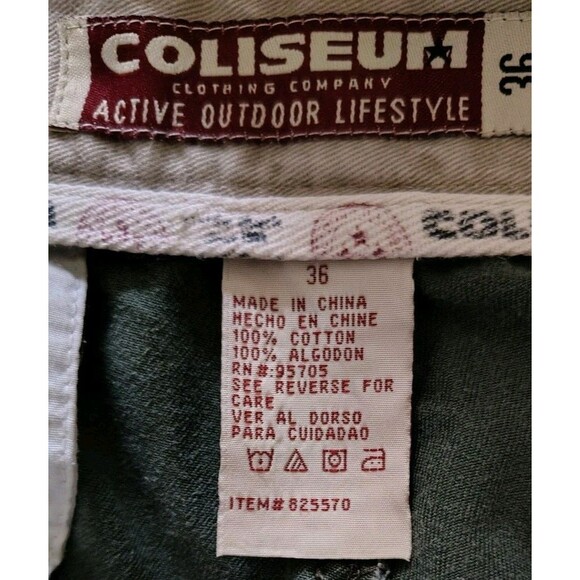 COLISEUM
CLOTHING COMPANY
ACTIVE OUTDOOR LIFESTYLE
36
COLI
36
MADE IN CHINA
HECHO EN CHINE
100% COTTON
100% ALGODON
RN#:95705
SEE REVERSE FOR
CARE
VER AL DORSO
PARA CUIDADAO
ITEM# 825570